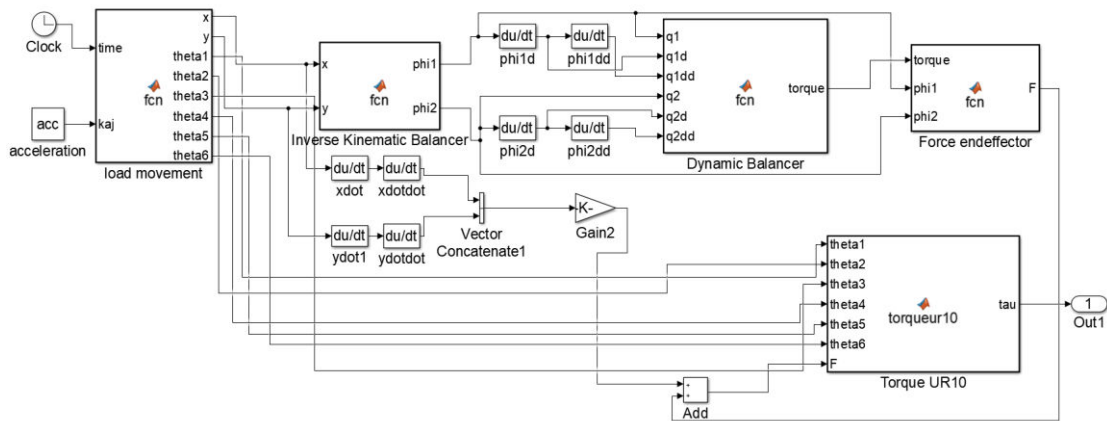 Clock
acc
acceleration
time
kaj
x
y
theta1
theta2
theta3
theta4
theta5
theta6
fcn
load movement
x
y
fcn
phi1
phi2
Inverse Kinematic Balancer
du/dt
phi1d
du/dt
phi1dd
du/dt
phi2d
du/dt
phi2dd
q1
q1d
q1dd
q2
q2d
q2dd
fcn
torque
Dynamic Balancer
torque
phi1
phi2
fcn
F
Force endeffector
du/dt
xdot
du/dt
xdotdot
du/dt
ydot1
du/dt
ydotdot
Vector
Concatenate1
-K-
Gain2
theta1
theta2
theta3
theta4
theta5
theta6
F
torqueur10
tau
Torque UR10
1
Out1
+
+
Add